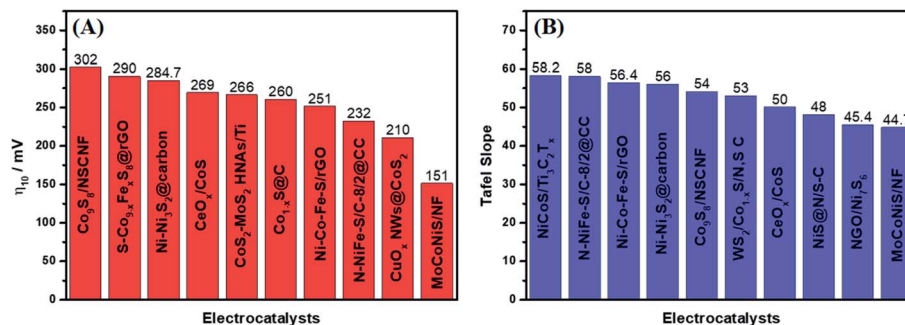 (A)
350
300
250
200
150
100
50
0
η10 / mV
302
290
284.7
269
266
260
251
232
210
151
Co9S8/NSCNF
S-Co9-xFexS8@rGO
Ni-Ni3S2@carbon
CeOx/CoS
CoS2-MoS2 HNAs/Ti
Co1-xS@C
Ni-Co-Fe-S/rGO
N-NiFe-S/C-8/2@CC
CuOx NWs@CoS2
MoCoNiS/NF
Electrocatalysts
(B)
70
60
50
40
30
20
10
0
Tafel Slope
58.2
58
56.4
56
54
53
50
48
45.4
44.7
NiCoS/Ti3C2Tx
N-NiFe-S/C-8/2@CC
Ni-Co-Fe-S/rGO
Ni-Ni3S2@carbon
Co9S8/NSCNF
WS2/Co1-xS/N,S C
CeOx/CoS
NiS@N/S-C
NGO/Ni7S6
MoCoNiS/NF
Electrocatalysts